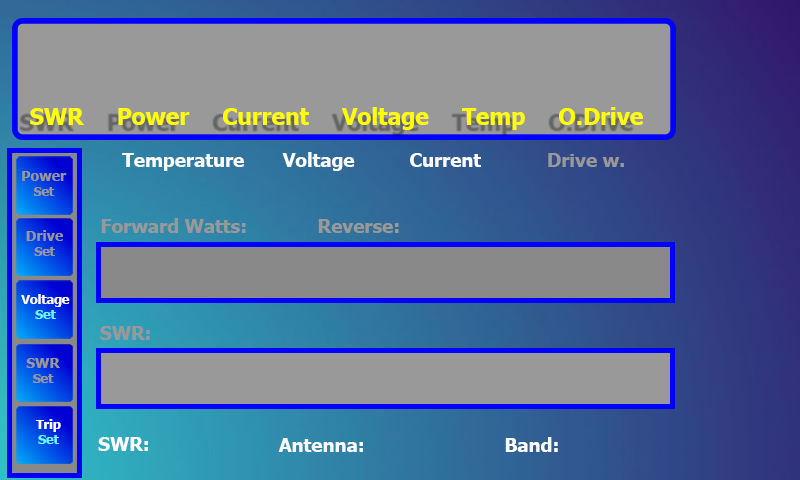 SWR Power Current Voltage Temp O.Drive
Temperature Voltage Current Drive w.
Power
Set
Forward Watts: Reverse:
Drive
Set
Voltage
Set
SWR:
SWR
Set
Trip
Set
SWR: Antenna: Band: